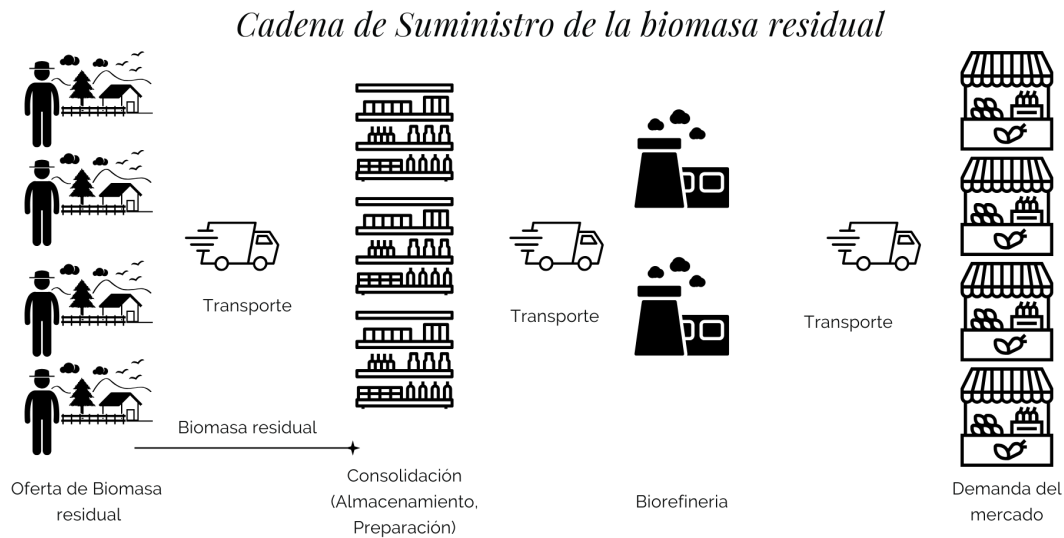 Cadena de Suministro de la biomasa residual
Transporte
Transporte
Transporte
Biomasa residual
Oferta de Biomasa
residual
Consolidación
(Almacenamiento,
Preparación)
Biorefineria
Demanda del
mercado